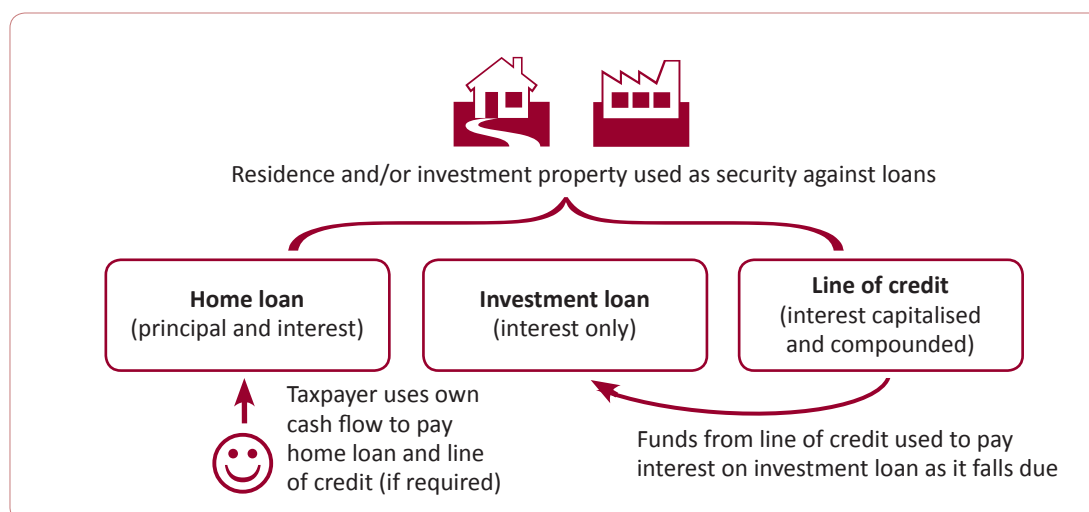 Residence and/or investment property used as security against loans
Home loan
(principal and interest)
Investment loan
(interest only)
Line of credit
(interest capitalised
and compounded)
Taxpayer uses own
cash flow to pay
home loan and line
of credit (if required)
Funds from line of credit used to pay
interest on investment loan as it falls due